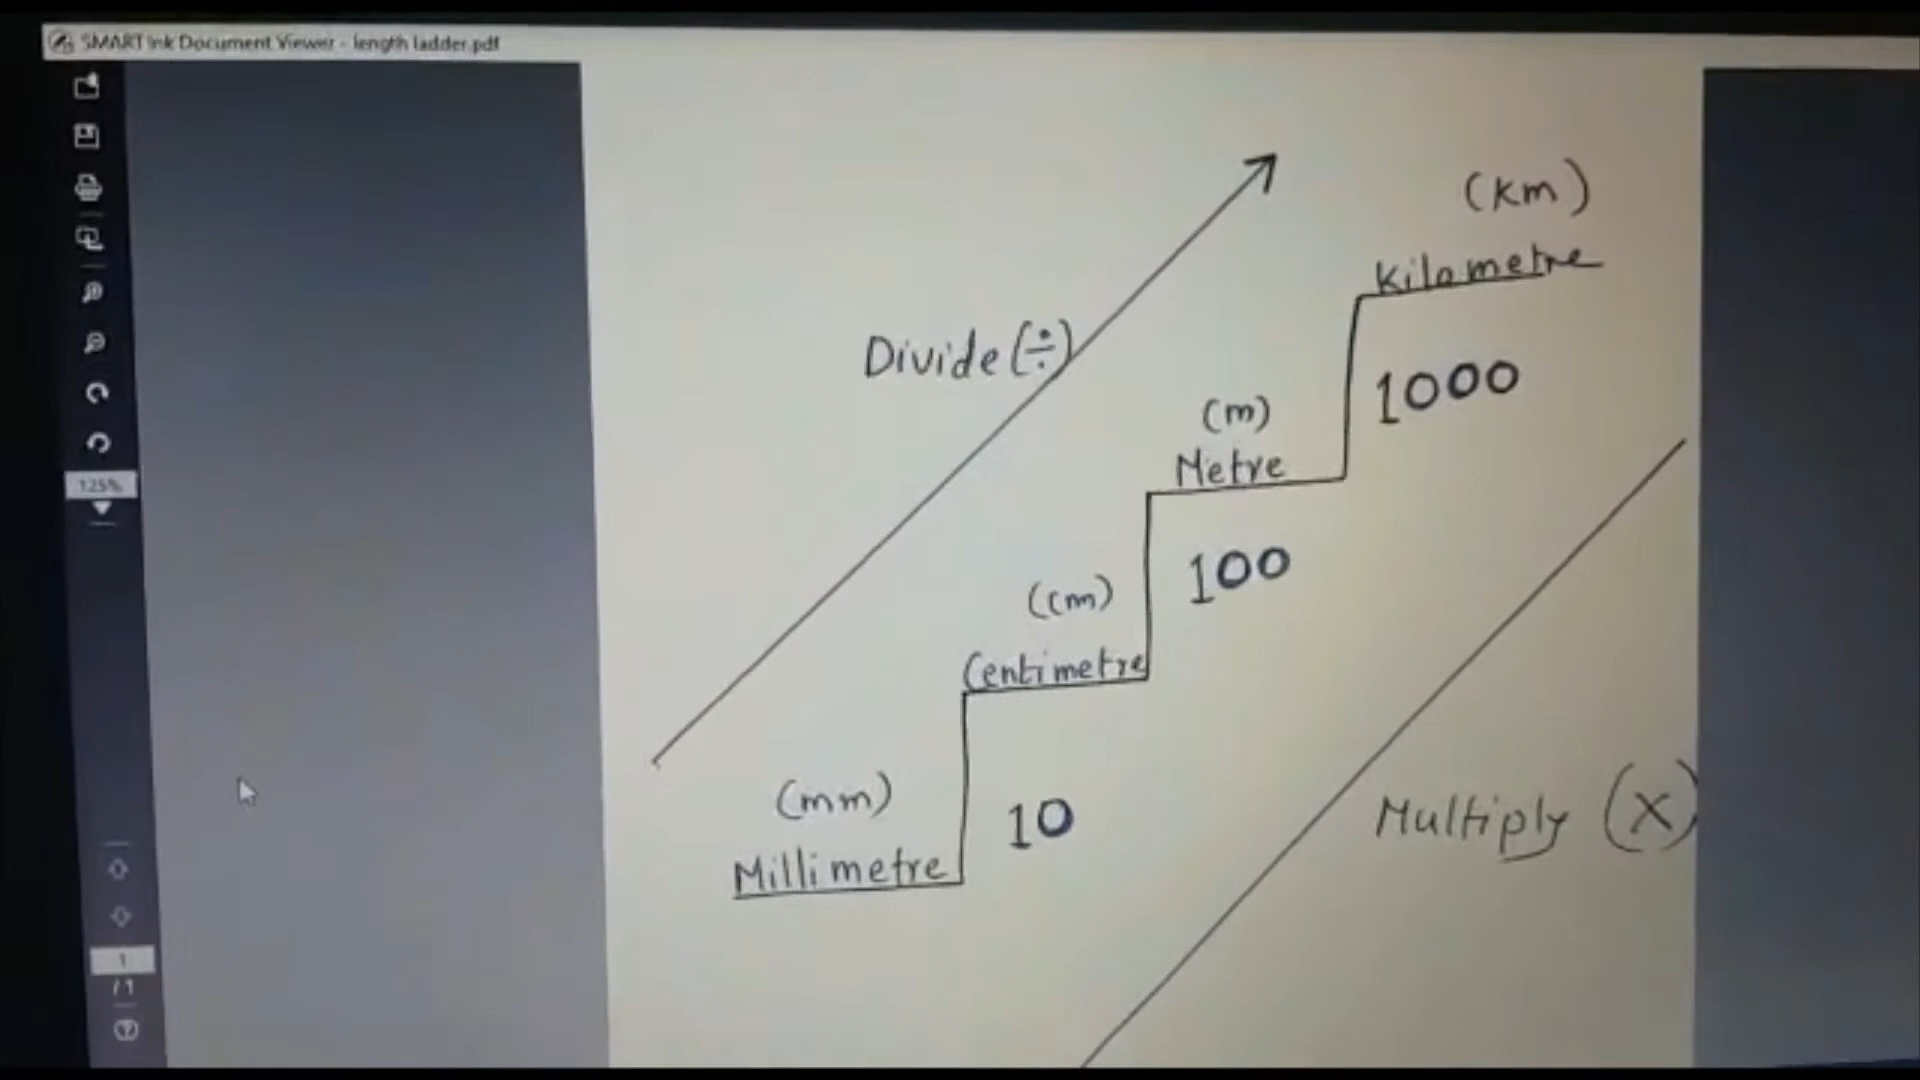 SMART Ink Document Viewer - length ladder.pdf
(km)
Kilometre
Divide (÷)
1000
(m)
Metre
100
(cm)
Centimetre
125%
(mm)
10
Multiply (x)
Millimetre
1
/ 1